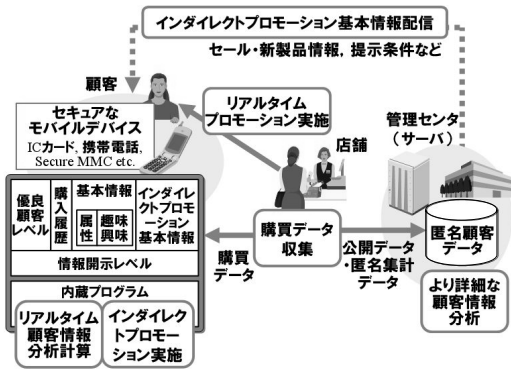 インダイレクトプロモーション基本情報配信
セール・新製品情報，提示条件など
顧客
セキュアな
モバイルデバイス
ICカード，携帯電話，
Secure MMC etc.
リアルタイム
プロモーション実施
店舗
管理センタ
（サーバ）
優良
顧客
レベル
購入履歴
基本情報
属性
趣味
興味
インダイ
レクトプロモ
ーション
基本情報
情報開示レベル
内蔵プログラム
リアルタイム
顧客情報
分析計算
インダイレク
トプロモー
ション実施
購買
データ
購買データ
収集
公開データ
・匿名集計
データ
匿名顧客
データ
より詳細な
顧客情報
分析